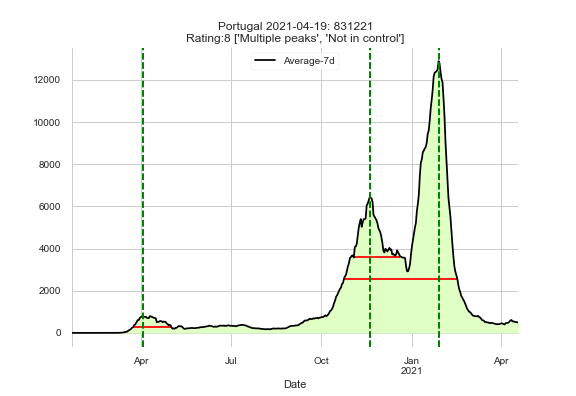 Portugal 2021-04-19: 831221
Rating:8 ['Multiple peaks', 'Not in control']
Average-7d
12000
10000
8000
6000
4000
2000
0
Apr Jul Oct Jan Apr
2021
Date